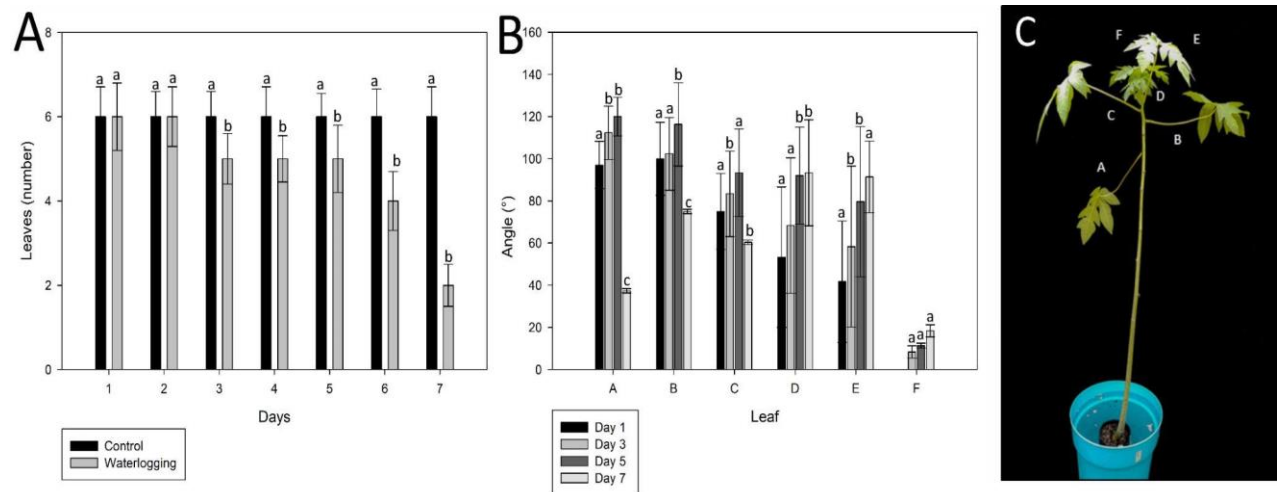 A
Leaves (number)
8
6
4
2
0
a a a a a b a b a b a b a b
1 2 3 4 5 6 7
Days
Control
Waterlogging
B
Angle (°)
160
140
120
100
80
60
40
20
0
a b b c a a b c a b a b a a b b a b b a a a a
A B C D E F
Leaf
Day 1
Day 3
Day 5
Day 7
C
F
E
D
C
B
A